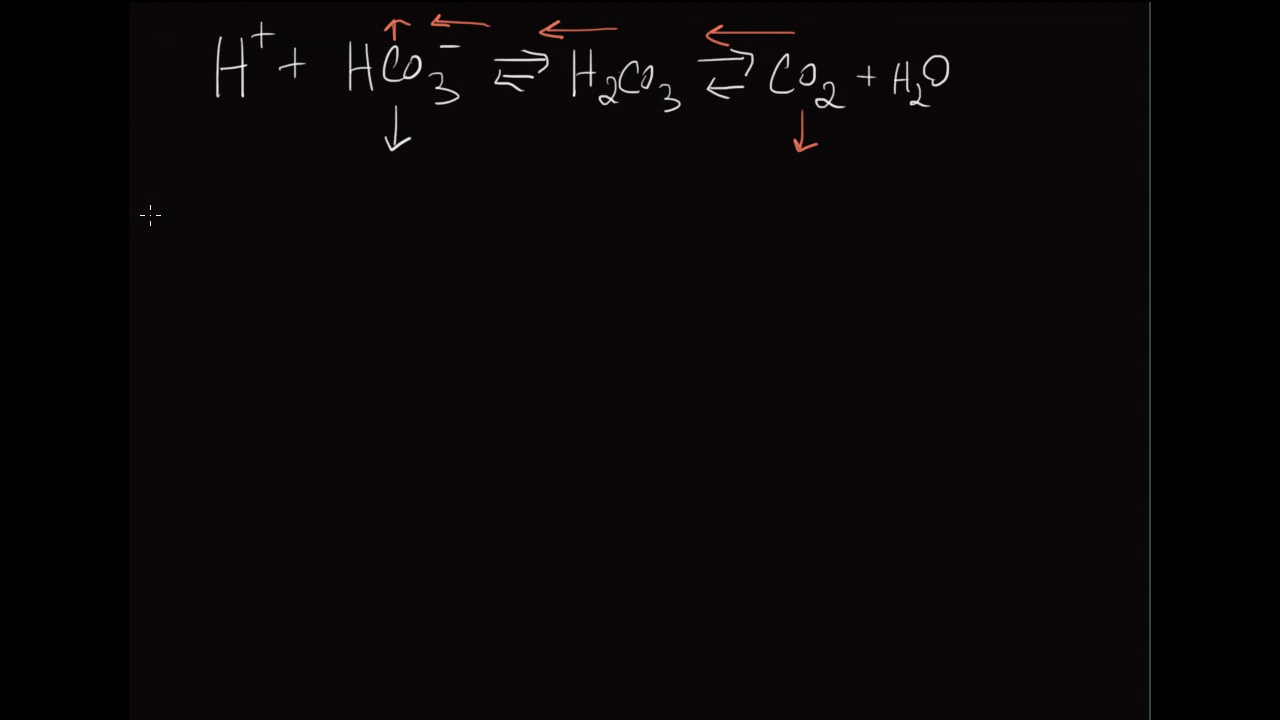 H⁺ + HCO₃⁻ ⇌ H₂CO₃ ⇌ CO₂ + H₂O